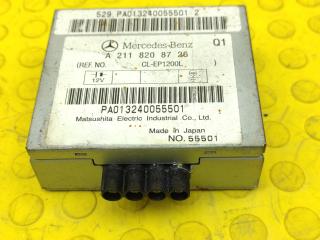 529 PA013240055501 2
Mercedes-Benz Q1
A 211 820 87 26
(REF NO. CL-EP1200L )
12V
PA013240055501
Matsushita Electric Industrial Co., Ltd.
Made In Japan
NO. 55501